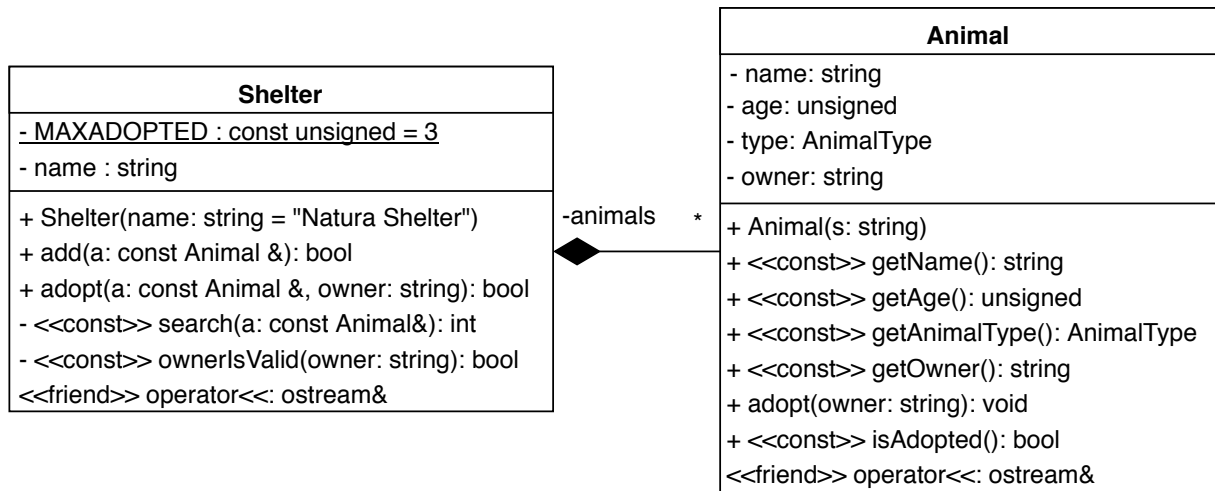 Shelter
- MAXADOPTED : const unsigned = 3
- name : string
+ Shelter(name: string = "Natura Shelter")
+ add(a: const Animal &): bool
+ adopt(a: const Animal &, owner: string): bool
- <<const>> search(a: const Animal&): int
- <<const>> ownerIsValid(owner: string): bool
<<friend>> operator<<: ostream&
-animals *
Animal
- name: string
- age: unsigned
- type: AnimalType
- owner: string
+ Animal(s: string)
+ <<const>> getName(): string
+ <<const>> getAge(): unsigned
+ <<const>> getAnimalType(): AnimalType
+ <<const>> getOwner(): string
+ adopt(owner: string): void
+ <<const>> isAdopted(): bool
<<friend>> operator<<: ostream&